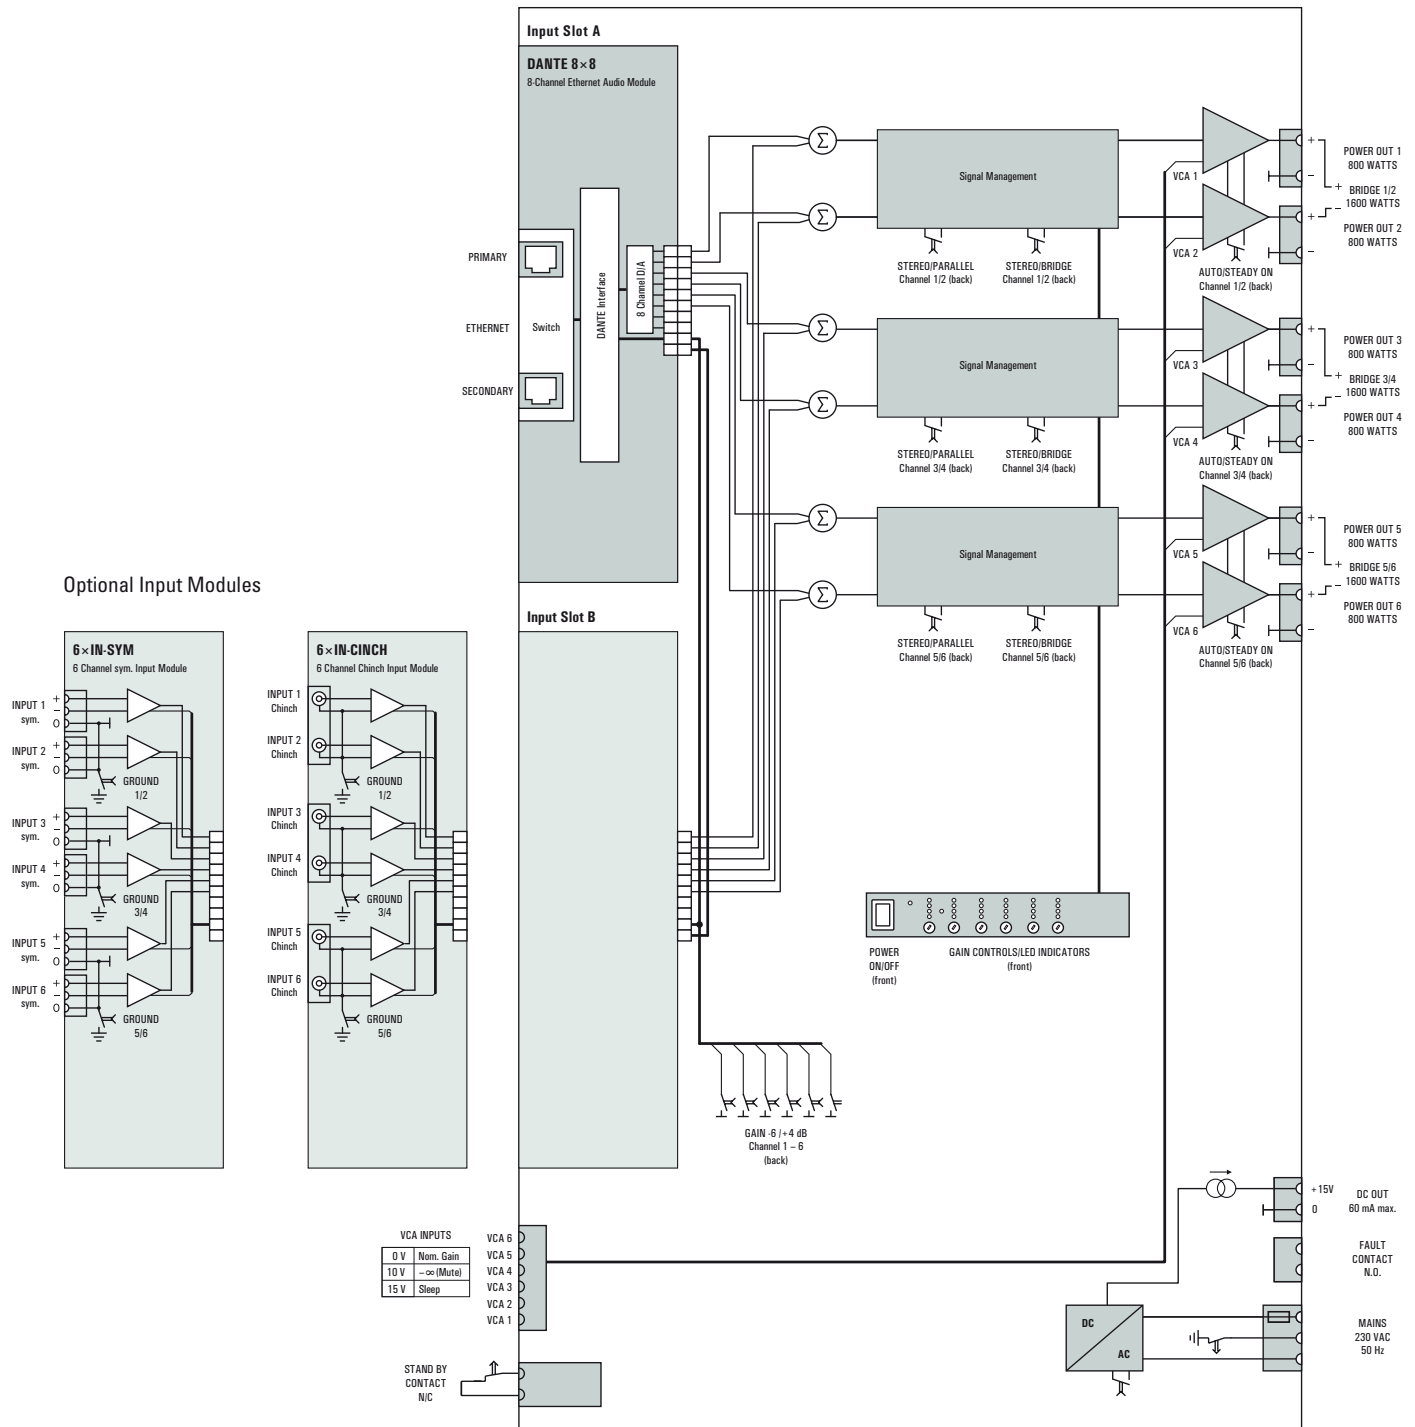 Input Slot A
DANTE 8×8
8-Channel Ethernet Audio Module
PRIMARY
ETHERNET
SECONDARY
Switch
DANTE Interface
8 Channel D/A
Σ
Σ
Signal Management
STEREO/PARALLEL
Channel 1/2 (back)
STEREO/BRIDGE
Channel 1/2 (back)
VCA 1
VCA 2
AUTO/STEADY ON
Channel 1/2 (back)
+
−
+
−
POWER OUT 1
800 WATTS
+ BRIDGE 1/2
− 1600 WATTS
POWER OUT 2
800 WATTS
Σ
Σ
Signal Management
STEREO/PARALLEL
Channel 3/4 (back)
STEREO/BRIDGE
Channel 3/4 (back)
VCA 3
VCA 4
AUTO/STEADY ON
Channel 3/4 (back)
+
−
+
−
POWER OUT 3
800 WATTS
+ BRIDGE 3/4
− 1600 WATTS
POWER OUT 4
800 WATTS
Σ
Σ
Signal Management
STEREO/PARALLEL
Channel 5/6 (back)
STEREO/BRIDGE
Channel 5/6 (back)
VCA 5
VCA 6
AUTO/STEADY ON
Channel 5/6 (back)
+
−
+
−
POWER OUT 5
800 WATTS
+ BRIDGE 5/6
− 1600 WATTS
POWER OUT 6
800 WATTS
Optional Input Modules
6×IN-SYM
6 Channel sym. Input Module
INPUT 1
sym.
+
−
0
INPUT 2
sym.
+
−
0
GROUND
1/2
INPUT 3
sym.
+
−
0
INPUT 4
sym.
+
−
0
GROUND
3/4
INPUT 5
sym.
+
−
0
INPUT 6
sym.
+
−
0
GROUND
5/6
6×IN-CINCH
6 Channel Chinch Input Module
INPUT 1
Chinch
INPUT 2
Chinch
GROUND
1/2
INPUT 3
Chinch
INPUT 4
Chinch
GROUND
3/4
INPUT 5
Chinch
INPUT 6
Chinch
GROUND
5/6
Input Slot B
POWER
ON/OFF
(front)
GAIN CONTROLS/LED INDICATORS
(front)
GAIN -6 /+4 dB
Channel 1 – 6
(back)
VCA INPUTS
0 V Nom. Gain
10 V −∞ (Mute)
15 V Sleep
VCA 6
VCA 5
VCA 4
VCA 3
VCA 2
VCA 1
STAND BY
CONTACT
N/C
+15V
0
DC OUT
60 mA max.
FAULT
CONTACT
N.O.
DC
AC
MAINS
230 VAC
50 Hz